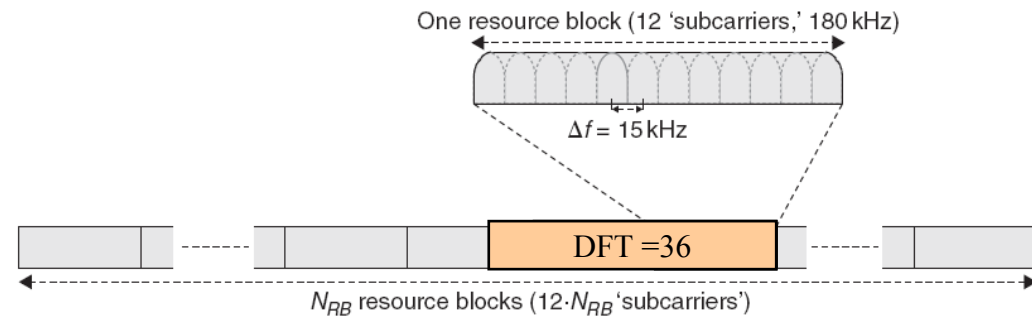 One resource block (12 ‘subcarriers,’ 180 kHz)
Δf = 15 kHz
DFT =36
N_RB resource blocks (12·N_RB ‘subcarriers’)